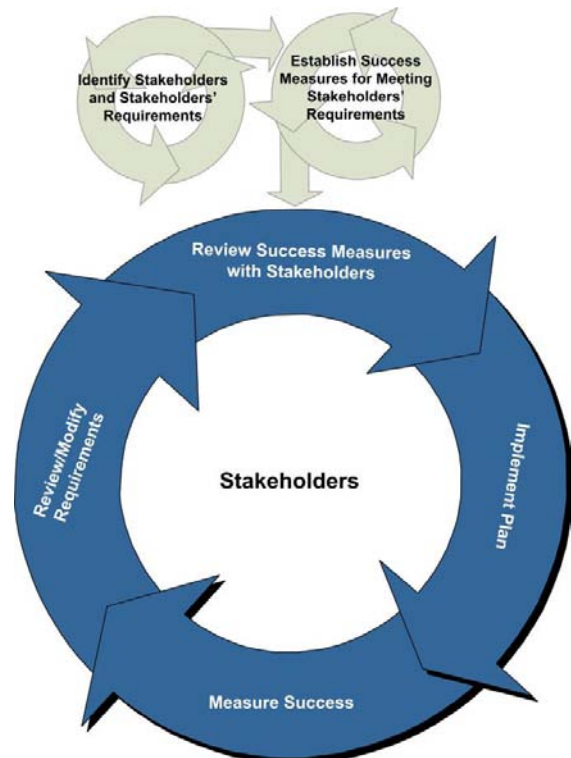 Identify Stakeholders
and Stakeholders'
Requirements
Establish Success
Measures for Meeting
Stakeholders'
Requirements
Review Success Measures
with Stakeholders
Implement Plan
Measure Success
Review/Modify
Requirements
Stakeholders